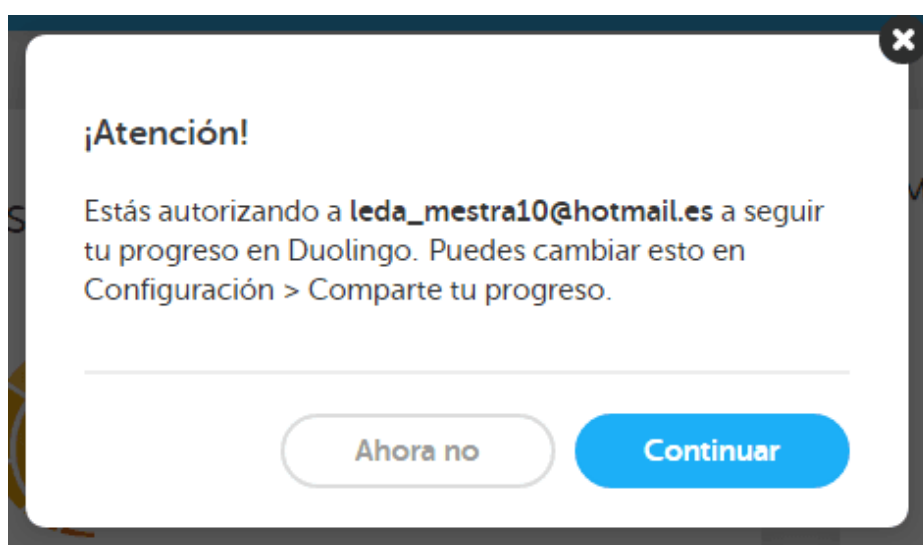 ¡Atención!
Estás autorizando a leda_mestra10@hotmail.es a seguir
tu progreso en Duolingo. Puedes cambiar esto en
Configuración > Comparte tu progreso.
Ahora no
Continuar